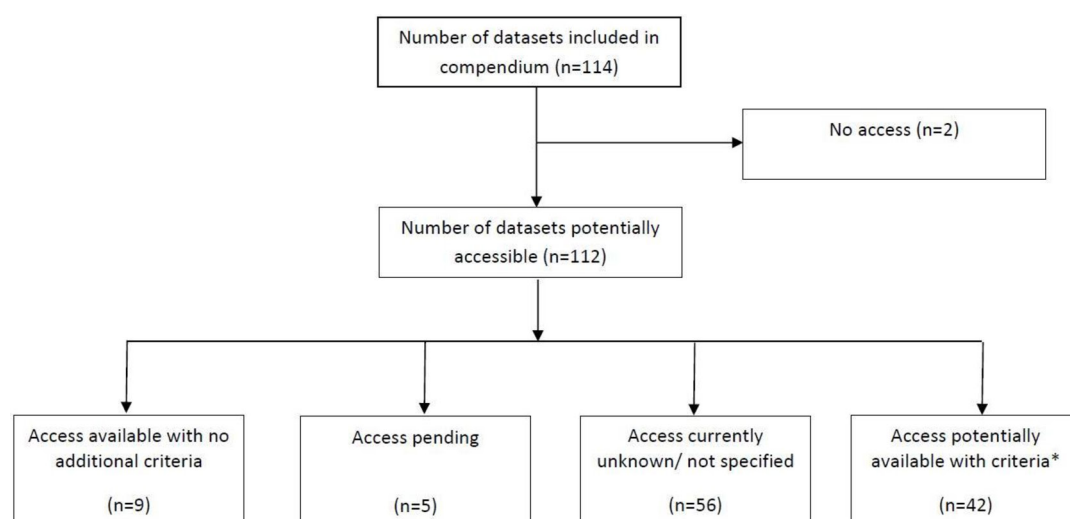 Number of datasets included in
compendium (n=114)
No access (n=2)
Number of datasets potentially
accessible (n=112)
Access available with no
additional criteria
(n=9)
Access pending
(n=5)
Access currently
unknown/ not specified
(n=56)
Access potentially
available with criteria*
(n=42)